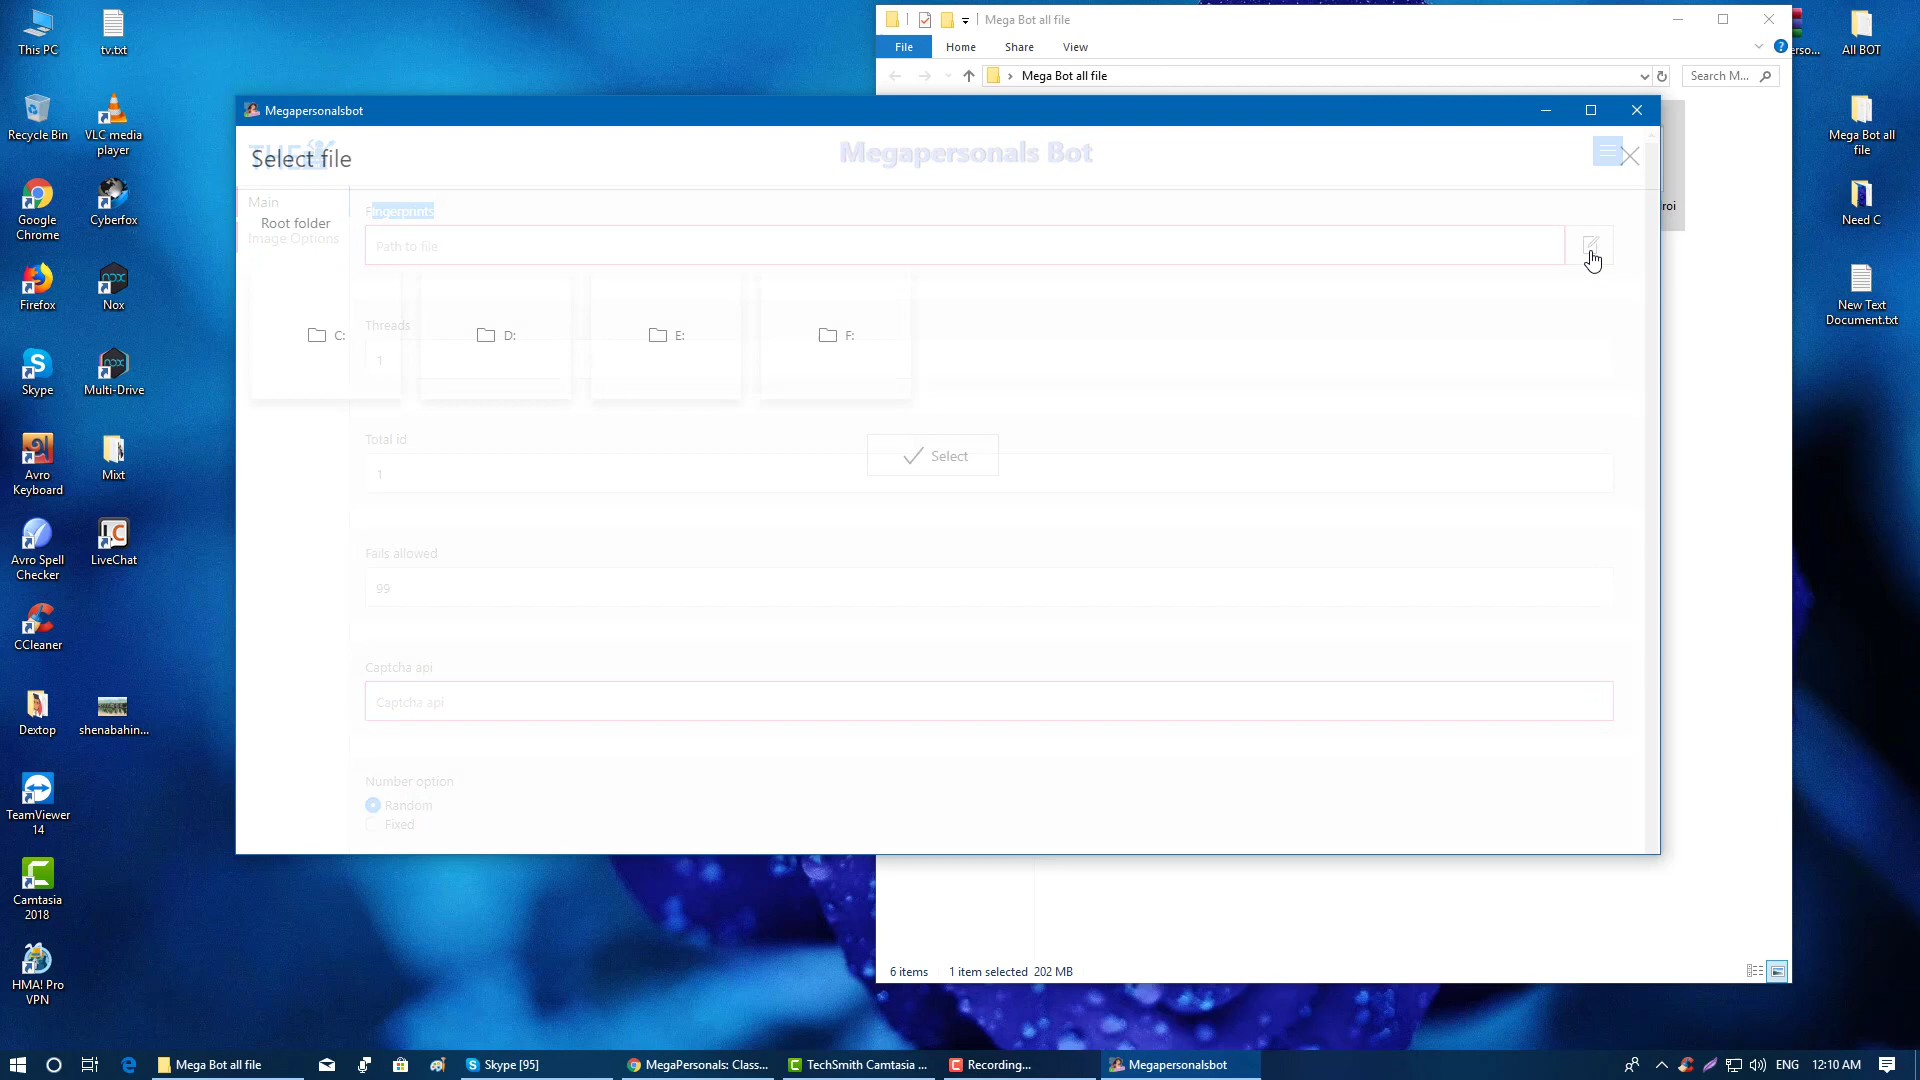 This PC
tv.txt
Recycle Bin
VLC media player
Google Chrome
Cyberfox
Firefox
Nox
Skype
Multi-Drive
Avro Keyboard
Mixt
Avro Spell Checker
LiveChat
CCleaner
Dextop
shenabahin...
TeamViewer 14
Camtasia 2018
HMA! Pro VPN
Mega Bot all file
File
Home
Share
View
Mega Bot all file
Search M...
Megapersonalsbot
Select file
Megapersonals Bot
Main
Root folder
Image Options
Fingerprints
Path to file
C:
D:
E:
F:
Threads
1
Total id
1
Select
Fails allowed
99
Captcha api
Captcha api
Number option
Random
Fixed
6 items
1 item selected 202 MB
erso...
All BOT
Mega Bot all file
Need C
roi
New Text Document.txt
Mega Bot all file
Skype [95]
MegaPersonals: Class...
TechSmith Camtasia ...
Recording...
Megapersonalsbot
ENG
12:10 AM